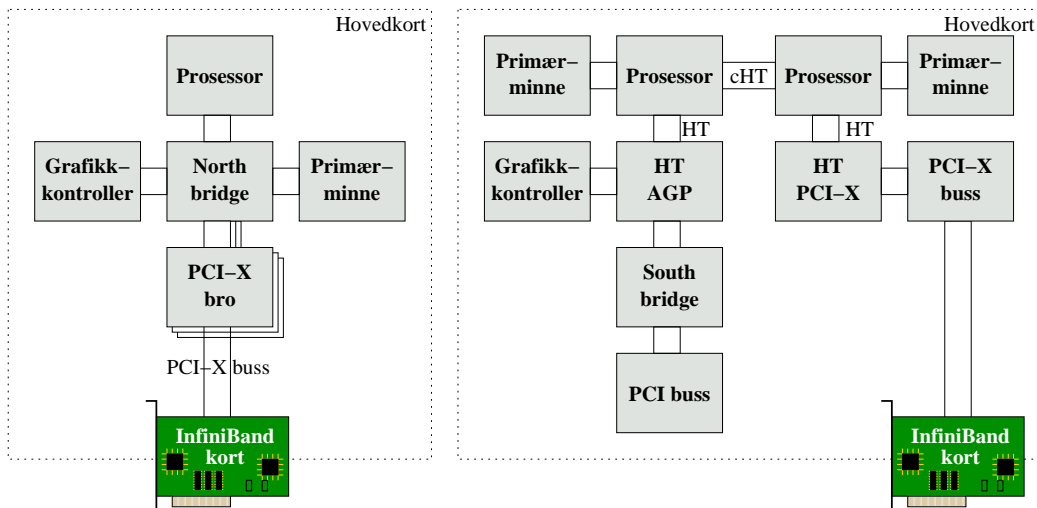 Hovedkort
Prosessor
Grafikk–
kontroller
North
bridge
Primær–
minne
PCI–X
bro
PCI–X buss
InfiniBand
kort
Hovedkort
Primær–
minne
Prosessor
cHT
Prosessor
Primær–
minne
HT
HT
Grafikk–
kontroller
HT
AGP
HT
PCI–X
PCI–X
buss
South
bridge
PCI buss
InfiniBand
kort